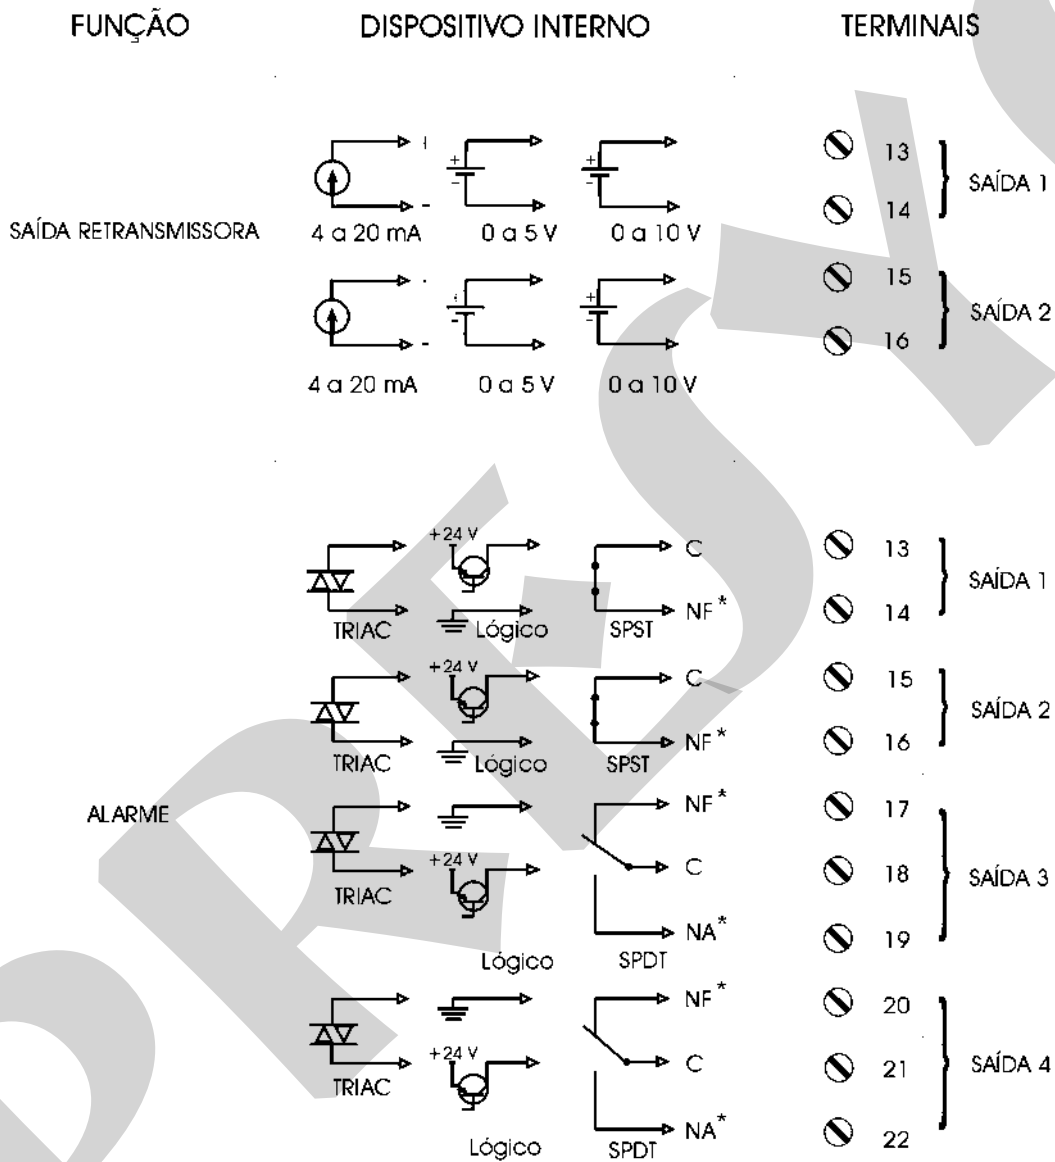 FUNÇÃO DISPOSITIVO INTERNO TERMINAIS
+ + + 13
SAÍDA 1
- - - 14
SAÍDA RETRANSMISSORA 4 a 20 mA 0 a 5 V 0 a 10 V
+ + 15
SAÍDA 2
- - - 16
4 a 20 mA 0 a 5 V 0 a 10 V
+24 V C 13
SAÍDA 1
NF* 14
TRIAC Lógico SPST
+24 V C 15
SAÍDA 2
NF* 16
TRIAC Lógico SPST
ALARME NF* 17
+24 V C 18 SAÍDA 3
TRIAC
NA* 19
Lógico SPDT
NF* 20
+24 V C 21 SAÍDA 4
TRIAC
NA* 22
Lógico SPDT
PRESYS